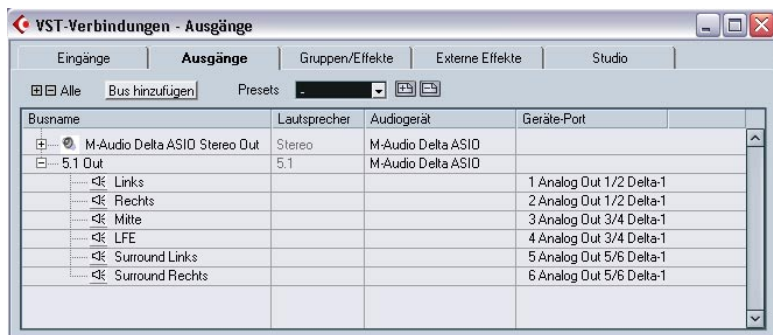 VST-Verbindungen - Ausgänge
Eingänge Ausgänge Gruppen/Effekte Externe Effekte Studio
Alle Bus hinzufügen Presets -
Busname Lautsprecher Audiogerät Geräte-Port
M-Audio Delta ASIO Stereo Out Stereo M-Audio Delta ASIO
5.1 Out 5.1 M-Audio Delta ASIO
Links 1 Analog Out 1/2 Delta-1
Rechts 2 Analog Out 1/2 Delta-1
Mitte 3 Analog Out 3/4 Delta-1
LFE 4 Analog Out 3/4 Delta-1
Surround Links 5 Analog Out 5/6 Delta-1
Surround Rechts 6 Analog Out 5/6 Delta-1